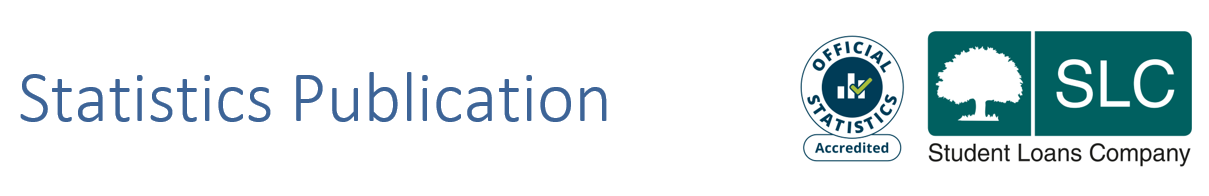 Statistics Publication
OFFICIAL
STATISTICS
Accredited
SLC
Student Loans Company